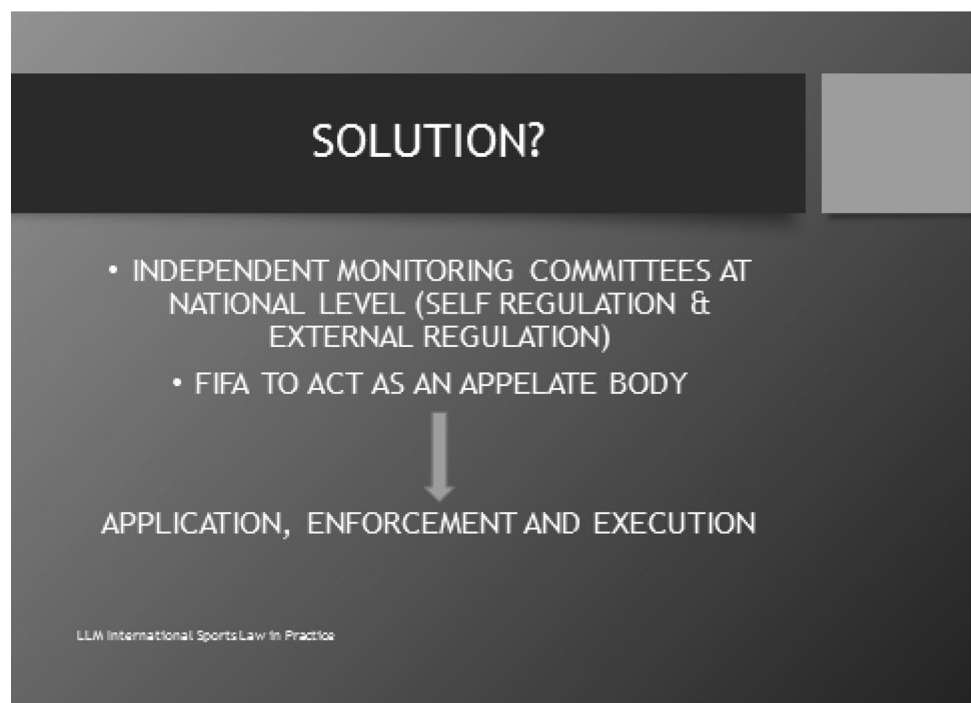 SOLUTION?
• INDEPENDENT MONITORING COMMITTEES AT
NATIONAL LEVEL (SELF REGULATION &
EXTERNAL REGULATION)
• FIFA TO ACT AS AN APPELATE BODY
APPLICATION, ENFORCEMENT AND EXECUTION
LLM International Sports Law in Practice